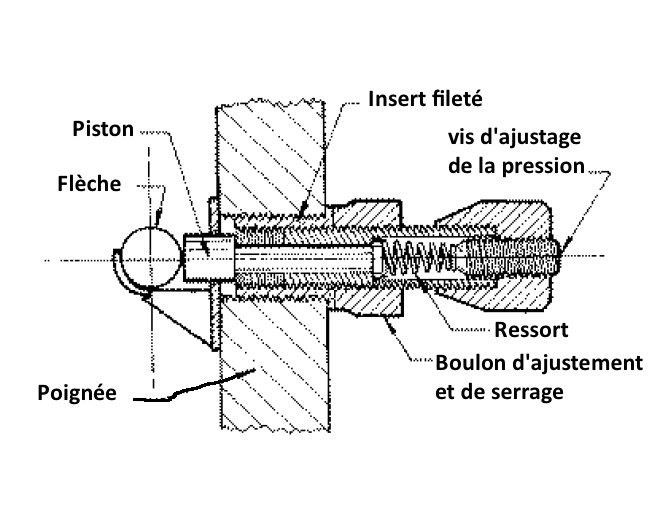 Insert fileté
Piston
vis d'ajustage
de la pression
Flèche
Ressort
Boulon d'ajustement
et de serrage
Poignée